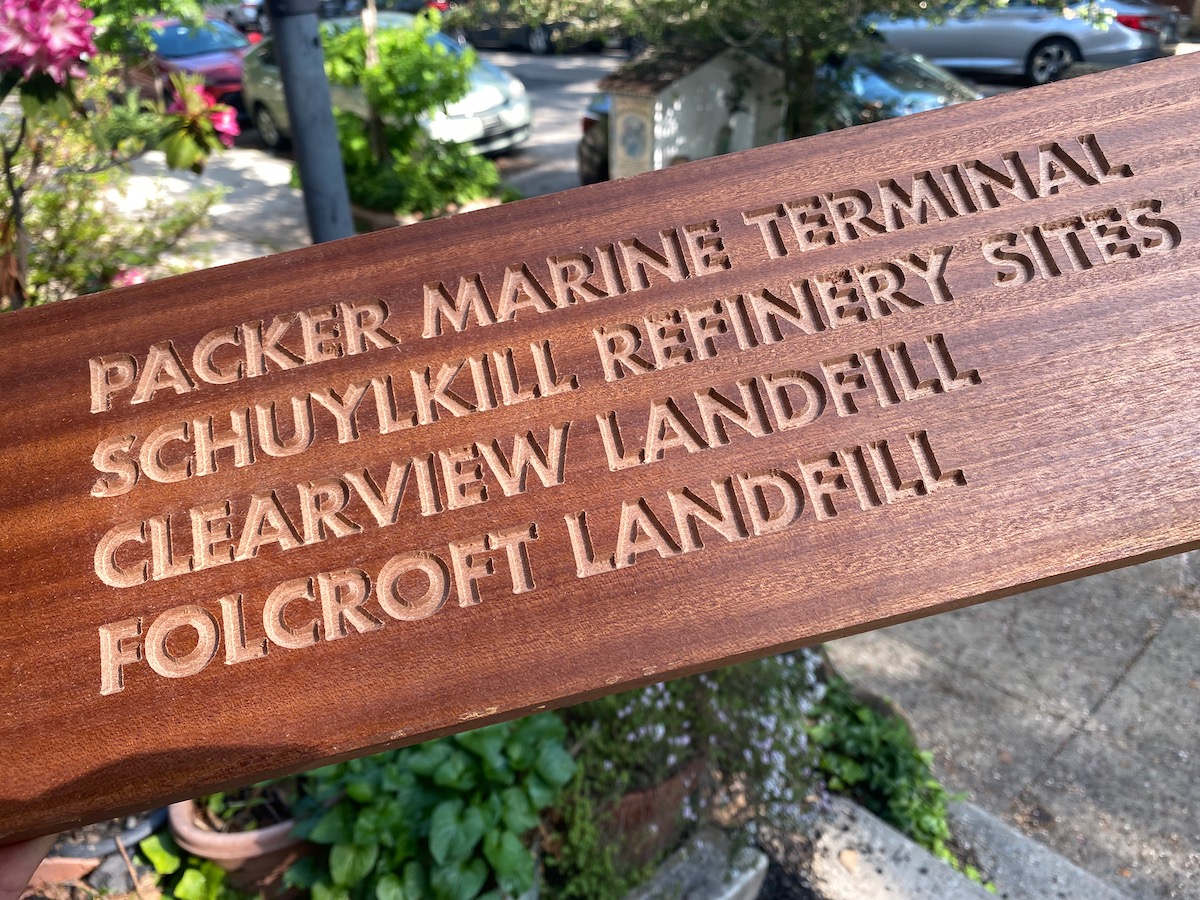 PACKER MARINE TERMINAL
SCHUYLKILL REFINERY SITES
CLEARVIEW LANDFILL
FOLCROFT LANDFILL